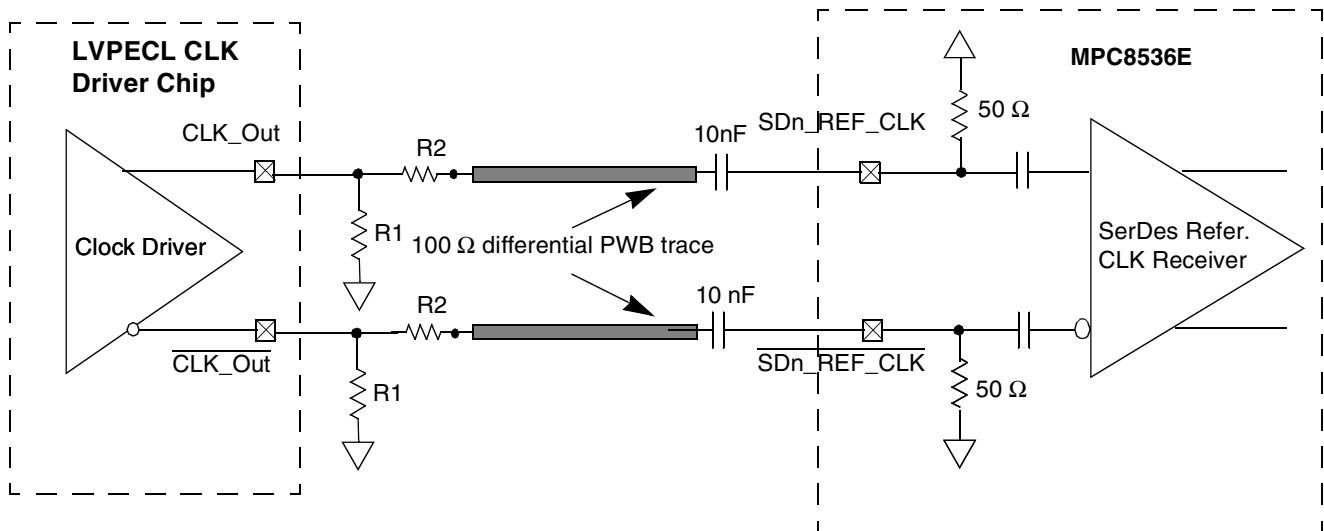 LVPECL CLK
Driver Chip
MPC8536E
CLK_Out
R2
10nF
SDn_REF_CLK
50 Ω
Clock Driver
R1
100 Ω differential PWB trace
SerDes Refer.
CLK Receiver
R2
10 nF
CLK_Out
SDn_REF_CLK
R1
50 Ω